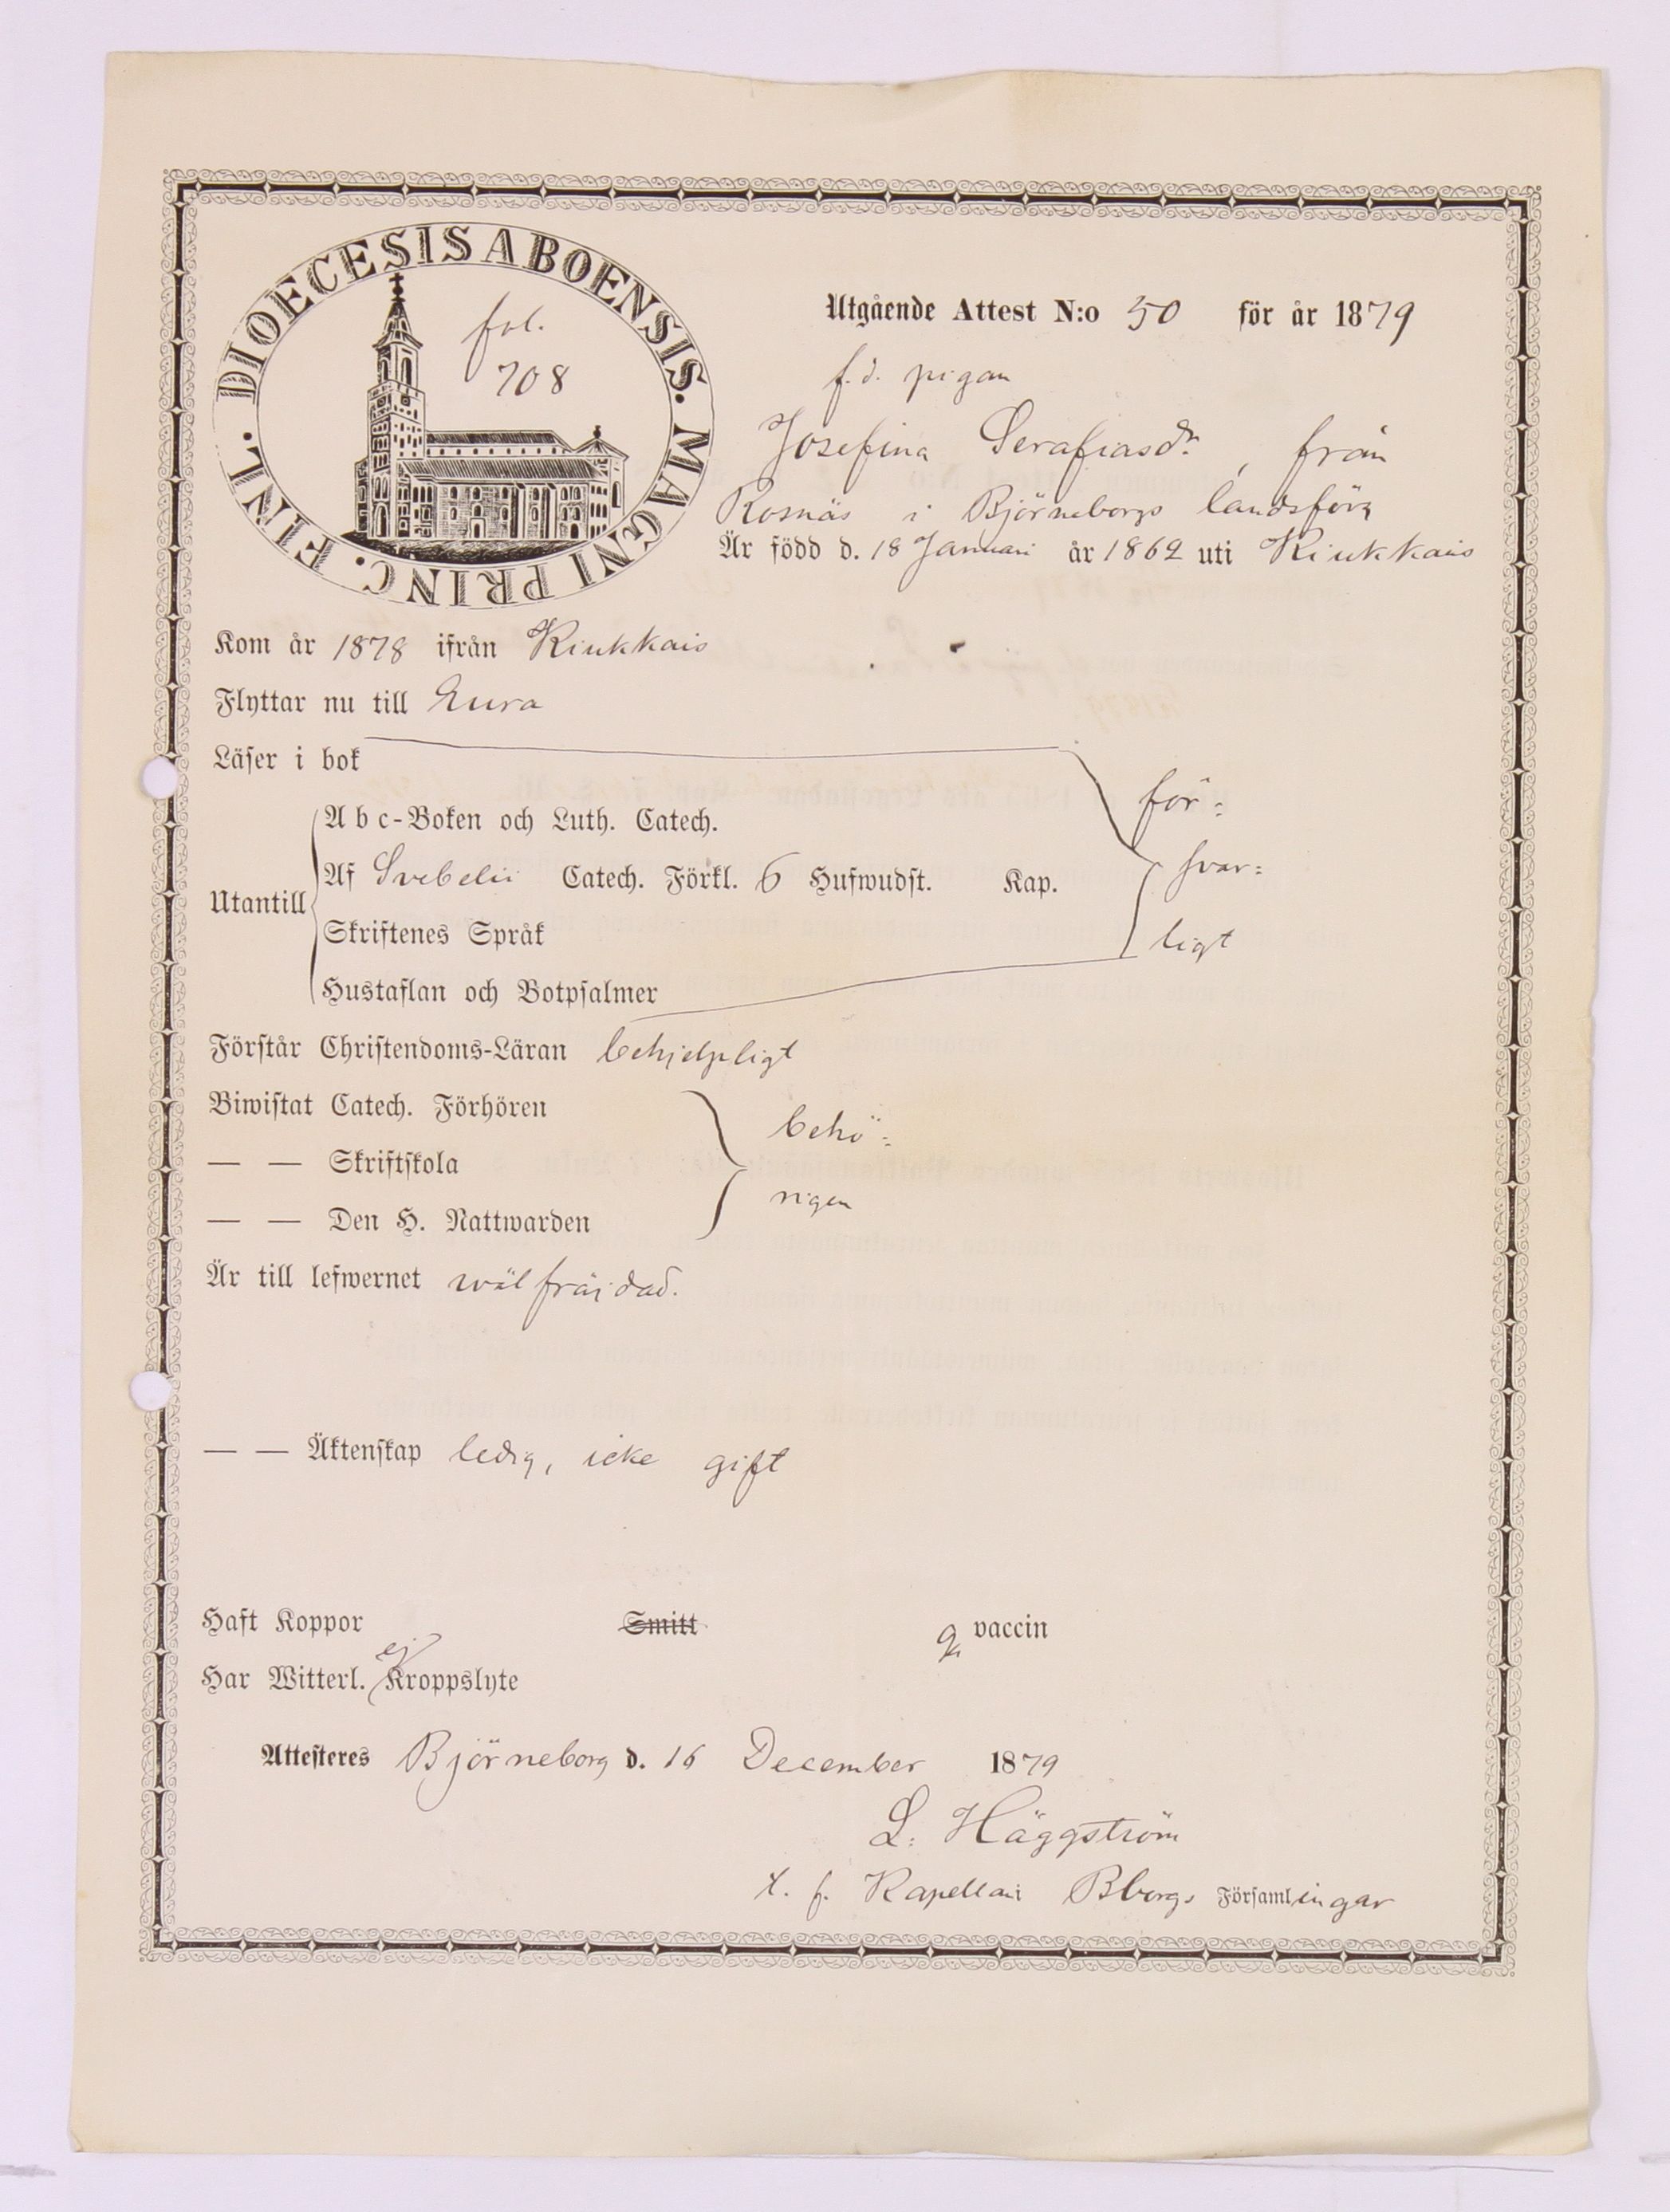 DIOECESIS ABOENSIS. MAGNI PRINC. FINL.
fol.
708
Utgående Attest N:o 50 för år 1879
f.d. pigan
Josefina Serafiasdr, från
Rosnäs i Björneborgs landsförs
Är född d. 18 Januari år 1862 uti Kiukkais
Kom år 1878 ifrån Kiukkais
Flyttar nu till Eura
Läser i bok
för=
Abc-Boken och Luth. Catech.
Utantill
Af Svebelii Catech. Förkl. 6 Hufwudst. Kap.
svar=
Skriftenes Språk
ligt
Hustaflan och Botpsalmer
Förstår Christendoms-Läran behjelpligt
Biwistat Catech. Förhören
behö=
— — Skriftskola
rigen
— — Den H. Nattwarden
Är till lefwernet wälfräjdad.
— — Äktenskap ledig, icke gift
Haft Koppor Smitt vaccin
Har Witterl. ej Kroppslyte
Attesteres Björneborg d. 16 December 1879
L. Häggström
t. f. Kapellan Bborgs Församlingar